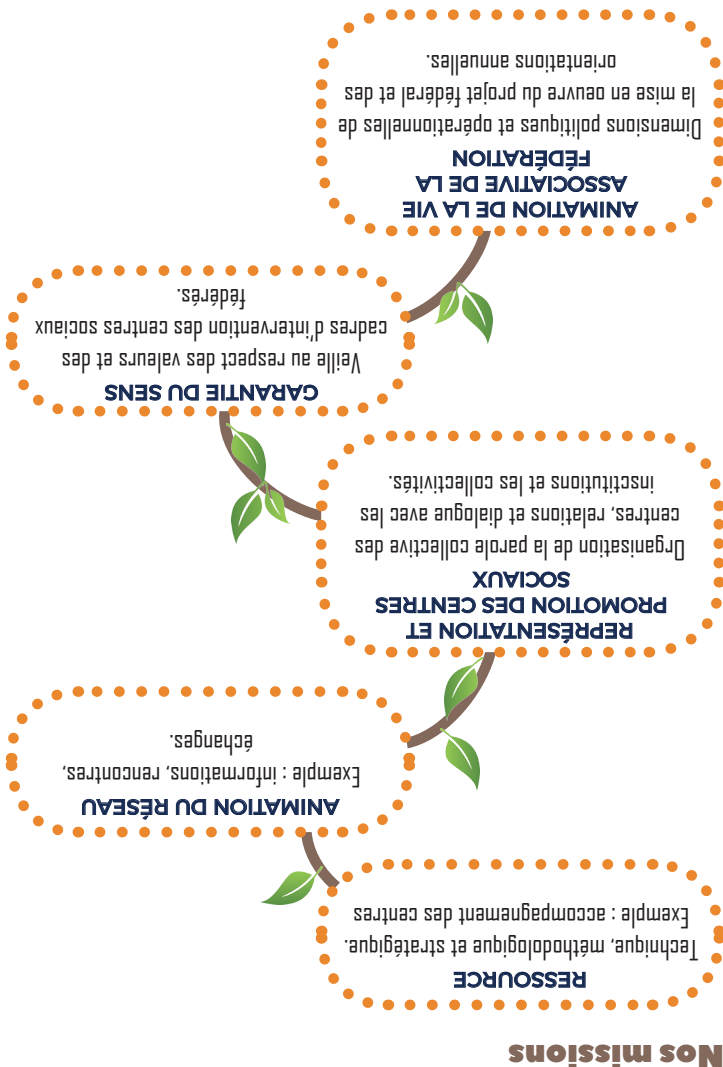 Nos missions
RESSOURCE
Technique, méthodologique et stratégique.
Exemple : accompagnement des centres
ANIMATION DU RÉSEAU
Exemple : informations, rencontres,
échanges.
REPRÉSENTATION ET
PROMOTION DES CENTRES
SOCIAUX
Organisation de la parole collective des
centres, relations et dialogue avec les
insctitutions et les collectivités.
GARANTIE DU SENS
Veille au respect des valeurs et des
cadres d'intervention des centres sociaux
fédérés.
ANIMATION DE LA VIE
ASSOCIATIVE DE LA
FÉDÉRATION
Dimensions politiques et opérationnelles de
la mise en oeuvre du projet fédéral et des
orientations annuelles.